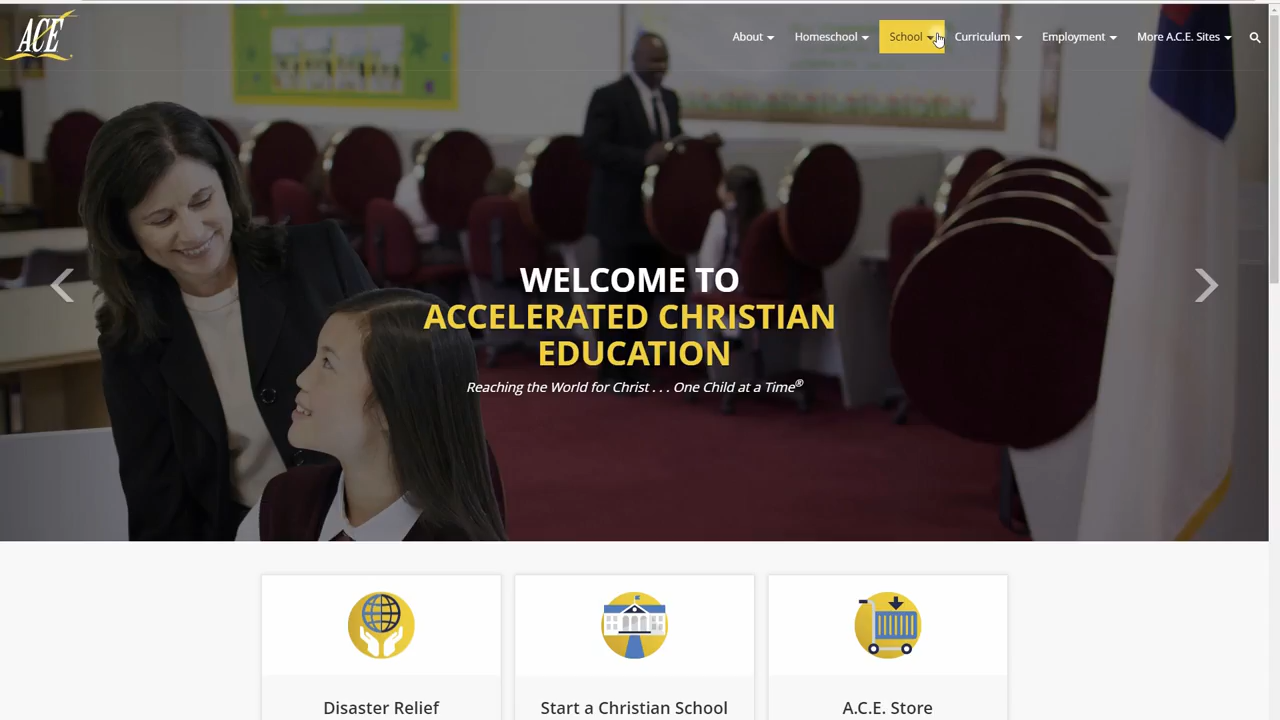 ACE
About
Homeschool
School
Curriculum
Employment
More A.C.E. Sites
WELCOME TO
ACCELERATED CHRISTIAN
EDUCATION
Reaching the World for Christ . . . One Child at a Time®
Disaster Relief
Start a Christian School
A.C.E. Store